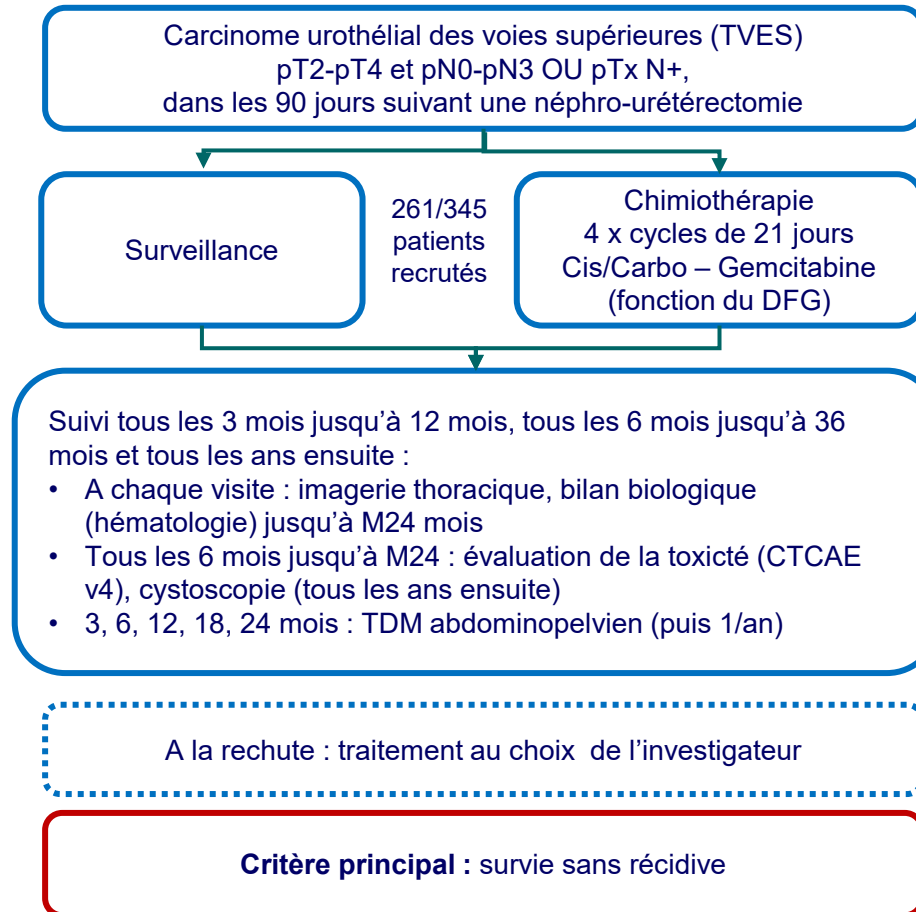 Carcinome urothélial des voies supérieures (TVES)
pT2-pT4 et pN0-pN3 OU pTx N+,
dans les 90 jours suivant une néphro-urétérectomie
Surveillance
261/345
patients
recrutés
Chimiothérapie
4 x cycles de 21 jours
Cis/Carbo – Gemcitabine
(fonction du DFG)
Suivi tous les 3 mois jusqu’à 12 mois, tous les 6 mois jusqu’à 36
mois et tous les ans ensuite :
• A chaque visite : imagerie thoracique, bilan biologique
(hématologie) jusqu’à M24 mois
• Tous les 6 mois jusqu’à M24 : évaluation de la toxicté (CTCAE
v4), cystoscopie (tous les ans ensuite)
• 3, 6, 12, 18, 24 mois : TDM abdominopelvien (puis 1/an)
A la rechute : traitement au choix de l’investigateur
Critère principal : survie sans récidive